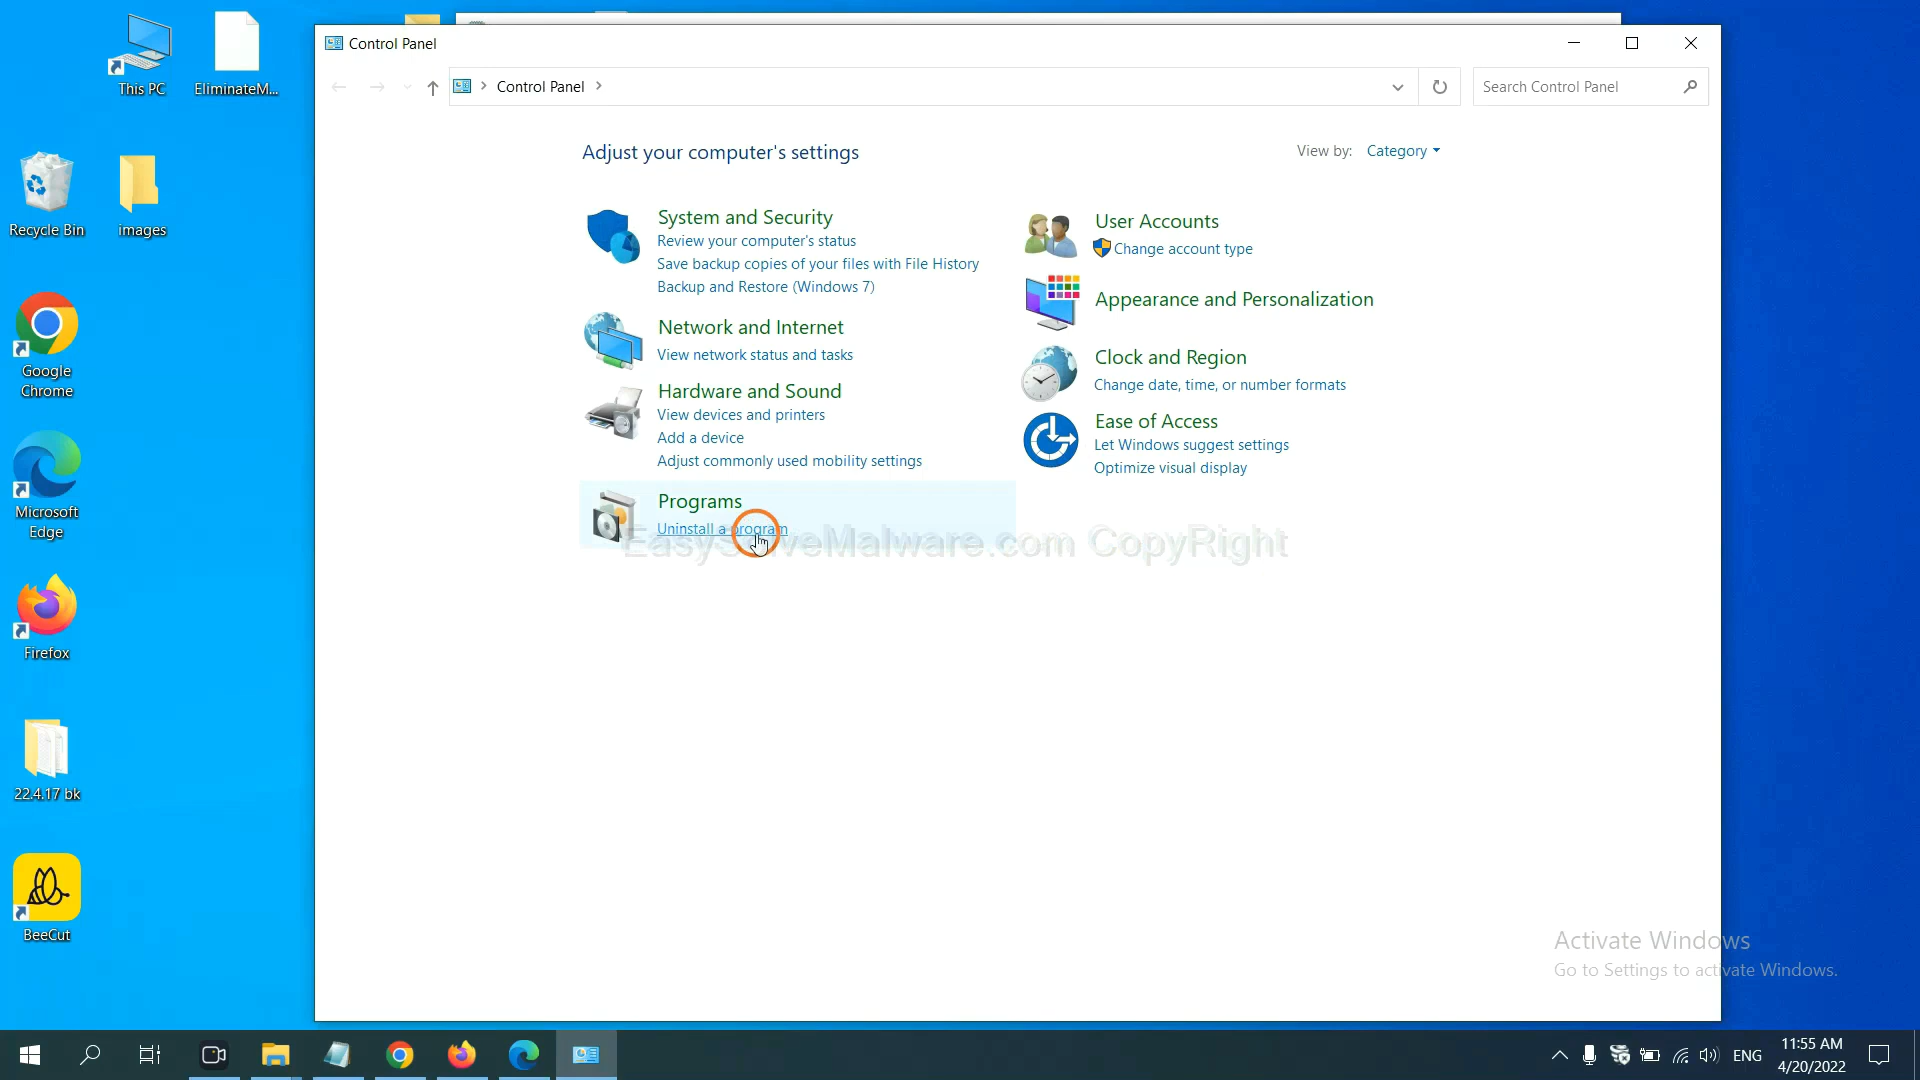 This PC
EliminateM...
Recycle Bin
images
Google
Chrome
Microsoft
Edge
Firefox
22.4.17 bk
BeeCut
Control Panel
Control Panel
Search Control Panel
Adjust your computer's settings
View by: Category
System and Security
Review your computer's status
Save backup copies of your files with File History
Backup and Restore (Windows 7)
Network and Internet
View network status and tasks
Hardware and Sound
View devices and printers
Add a device
Adjust commonly used mobility settings
Programs
Uninstall a program
User Accounts
Change account type
Appearance and Personalization
Clock and Region
Change date, time, or number formats
Ease of Access
Let Windows suggest settings
Optimize visual display
EasySolveMalware.com CopyRight
Activate Windows
Go to Settings to activate Windows.
ENG
11:55 AM
4/20/2022